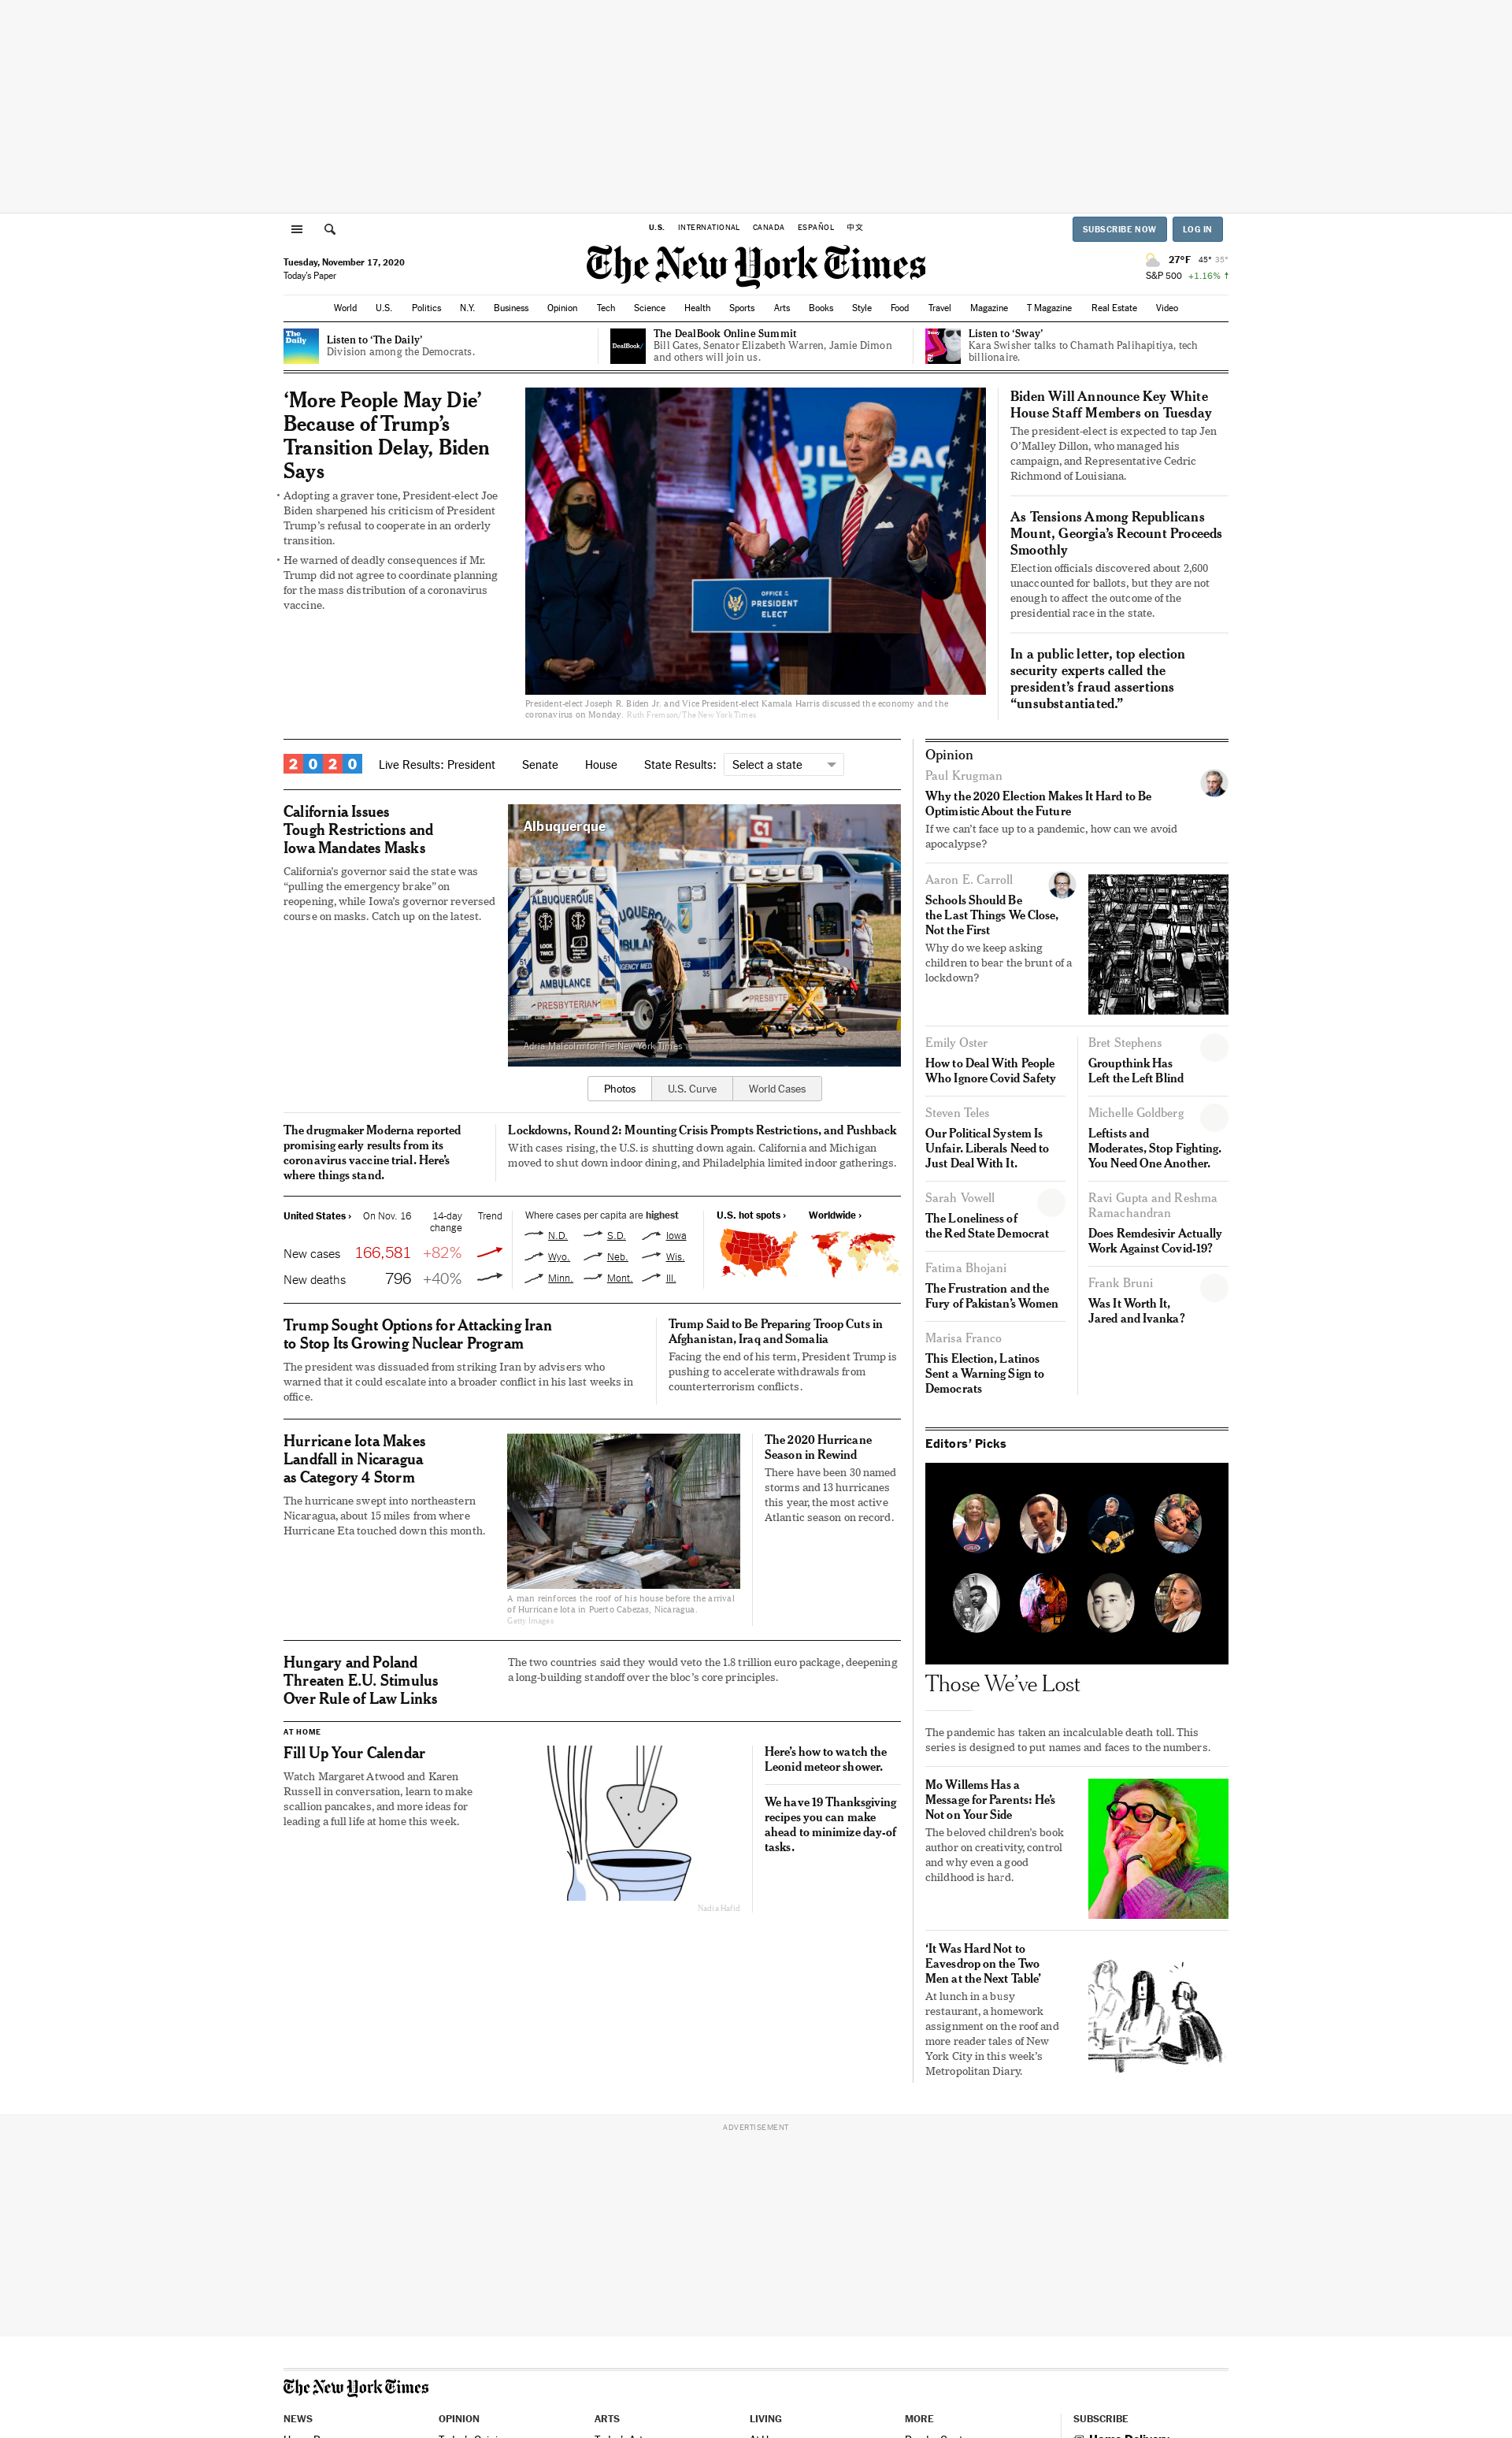 U.S. INTERNATIONAL CANADA ESPAÑOL 中文
SUBSCRIBE NOW LOG IN
Tuesday, November 17, 2020
Today's Paper
The New York Times
27°F 45° 35°
S&P 500 +1.16%
World U.S. Politics N.Y. Business Opinion Tech Science Health Sports Arts Books Style Food Travel Magazine T Magazine Real Estate Video
The
Daily
Listen to ‘The Daily’
Division among the Democrats.
DealBook/
The DealBook Online Summit
Bill Gates, Senator Elizabeth Warren, Jamie Dimon
and others will join us.
Sway
Listen to ‘Sway’
Kara Swisher talks to Chamath Palihapitiya, tech
billionaire.
‘More People May Die’
Because of Trump’s
Transition Delay, Biden
Says
• Adopting a graver tone, President-elect Joe
Biden sharpened his criticism of President
Trump’s refusal to cooperate in an orderly
transition.
• He warned of deadly consequences if Mr.
Trump did not agree to coordinate planning
for the mass distribution of a coronavirus
vaccine.
UILD BAC
BETTER
OFFICE of the
PRESIDENT
ELECT
President-elect Joseph R. Biden Jr. and Vice President-elect Kamala Harris discussed the economy and the
coronavirus on Monday. Ruth Fremson/The New York Times
Biden Will Announce Key White
House Staff Members on Tuesday
The president-elect is expected to tap Jen
O’Malley Dillon, who managed his
campaign, and Representative Cedric
Richmond of Louisiana.
As Tensions Among Republicans
Mount, Georgia’s Recount Proceeds
Smoothly
Election officials discovered about 2,600
unaccounted for ballots, but they are not
enough to affect the outcome of the
presidential race in the state.
In a public letter, top election
security experts called the
president’s fraud assertions
“unsubstantiated.”
2020 Live Results: President Senate House State Results: Select a state
California Issues
Tough Restrictions and
Iowa Mandates Masks
California’s governor said the state was
“pulling the emergency brake” on
reopening, while Iowa’s governor reversed
course on masks. Catch up on the latest.
Albuquerque
C1
ALBUQUERQUE
LOOK
TWICE
51
AMBULANCE
PRESBYTERIAN
UQUERQUE
AMBULAN
EMERGENCY MEDICAL
35
PRESBYTE
Adria Malcolm for The New York Times
Photos U.S. Curve World Cases
The drugmaker Moderna reported
promising early results from its
coronavirus vaccine trial. Here’s
where things stand.
Lockdowns, Round 2: Mounting Crisis Prompts Restrictions, and Pushback
With cases rising, the U.S. is shutting down again. California and Michigan
moved to shut down indoor dining, and Philadelphia limited indoor gatherings.
United States › On Nov. 16 14-day
change Trend
New cases 166,581 +82%
New deaths 796 +40%
Where cases per capita are highest
N.D. S.D. Iowa
Wyo. Neb. Wis.
Minn. Mont. Ill.
U.S. hot spots › Worldwide ›
Trump Sought Options for Attacking Iran
to Stop Its Growing Nuclear Program
The president was dissuaded from striking Iran by advisers who
warned that it could escalate into a broader conflict in his last weeks in
office.
Trump Said to Be Preparing Troop Cuts in
Afghanistan, Iraq and Somalia
Facing the end of his term, President Trump is
pushing to accelerate withdrawals from
counterterrorism conflicts.
Hurricane Iota Makes
Landfall in Nicaragua
as Category 4 Storm
The hurricane swept into northeastern
Nicaragua, about 15 miles from where
Hurricane Eta touched down this month.
A man reinforces the roof of his house before the arrival
of Hurricane Iota in Puerto Cabezas, Nicaragua.
Getty Images
The 2020 Hurricane
Season in Rewind
There have been 30 named
storms and 13 hurricanes
this year, the most active
Atlantic season on record.
Hungary and Poland
Threaten E.U. Stimulus
Over Rule of Law Links
The two countries said they would veto the 1.8 trillion euro package, deepening
a long-building standoff over the bloc’s core principles.
AT HOME
Fill Up Your Calendar
Watch Margaret Atwood and Karen
Russell in conversation, learn to make
scallion pancakes, and more ideas for
leading a full life at home this week.
Nadia Hafid
Here’s how to watch the
Leonid meteor shower.
We have 19 Thanksgiving
recipes you can make
ahead to minimize day-of
tasks.
Opinion
Paul Krugman
Why the 2020 Election Makes It Hard to Be
Optimistic About the Future
If we can’t face up to a pandemic, how can we avoid
apocalypse?
Aaron E. Carroll
Schools Should Be
the Last Things We Close,
Not the First
Why do we keep asking
children to bear the brunt of a
lockdown?
Emily Oster
How to Deal With People
Who Ignore Covid Safety
Steven Teles
Our Political System Is
Unfair. Liberals Need to
Just Deal With It.
Sarah Vowell
The Loneliness of
the Red State Democrat
Fatima Bhojani
The Frustration and the
Fury of Pakistan’s Women
Marisa Franco
This Election, Latinos
Sent a Warning Sign to
Democrats
Bret Stephens
Groupthink Has
Left the Left Blind
Michelle Goldberg
Leftists and
Moderates, Stop Fighting.
You Need One Another.
Ravi Gupta and Reshma
Ramachandran
Does Remdesivir Actually
Work Against Covid-19?
Frank Bruni
Was It Worth It,
Jared and Ivanka?
Editors’ Picks
Those We’ve Lost
The pandemic has taken an incalculable death toll. This
series is designed to put names and faces to the numbers.
Mo Willems Has a
Message for Parents: He’s
Not on Your Side
The beloved children’s book
author on creativity, control
and why even a good
childhood is hard.
‘It Was Hard Not to
Eavesdrop on the Two
Men at the Next Table’
At lunch in a busy
restaurant, a homework
assignment on the roof and
more reader tales of New
York City in this week’s
Metropolitan Diary.
ADVERTISEMENT
The New York Times
NEWS OPINION ARTS LIVING MORE SUBSCRIBE